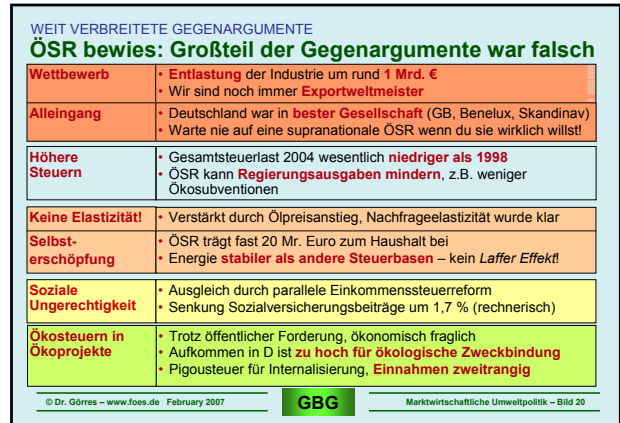 WEIT VERBREITETE GEGENARGUMENTE
ÖSR bewies: Großteil der Gegenargumente war falsch
Wettbewerb
• Entlastung der Industrie um rund 1 Mrd. €
• Wir sind noch immer Exportweltmeister
Alleingang
• Deutschland war in bester Gesellschaft (GB, Benelux, Skandinav)
• Warte nie auf eine supranationale ÖSR wenn du sie wirklich willst!
Höhere
Steuern
• Gesamtsteuerlast 2004 wesentlich niedriger als 1998
• ÖSR kann Regierungsausgaben mindern, z.B. weniger
Ökosubventionen
Keine Elastizität!
• Verstärkt durch Ölpreisanstieg, Nachfrageelastizität wurde klar
Selbst-
erschöpfung
• ÖSR trägt fast 20 Mr. Euro zum Haushalt bei
• Energie stabiler als andere Steuerbasen – kein Laffer Effekt!
Soziale
Ungerechtigkeit
• Ausgleich durch parallele Einkommenssteuerreform
• Senkung Sozialversicherungsbeiträge um 1,7 % (rechnerisch)
Ökosteuern in
Ökoprojekte
• Trotz öffentlicher Forderung, ökonomisch fraglich
• Aufkommen in D ist zu hoch für ökologische Zweckbindung
• Pigousteuer für Internalisierung, Einnahmen zweitrangig
© Dr. Görres – www.foes.de February 2007
GBG
Marktwirtschaftliche Umweltpolitik – Bild 20